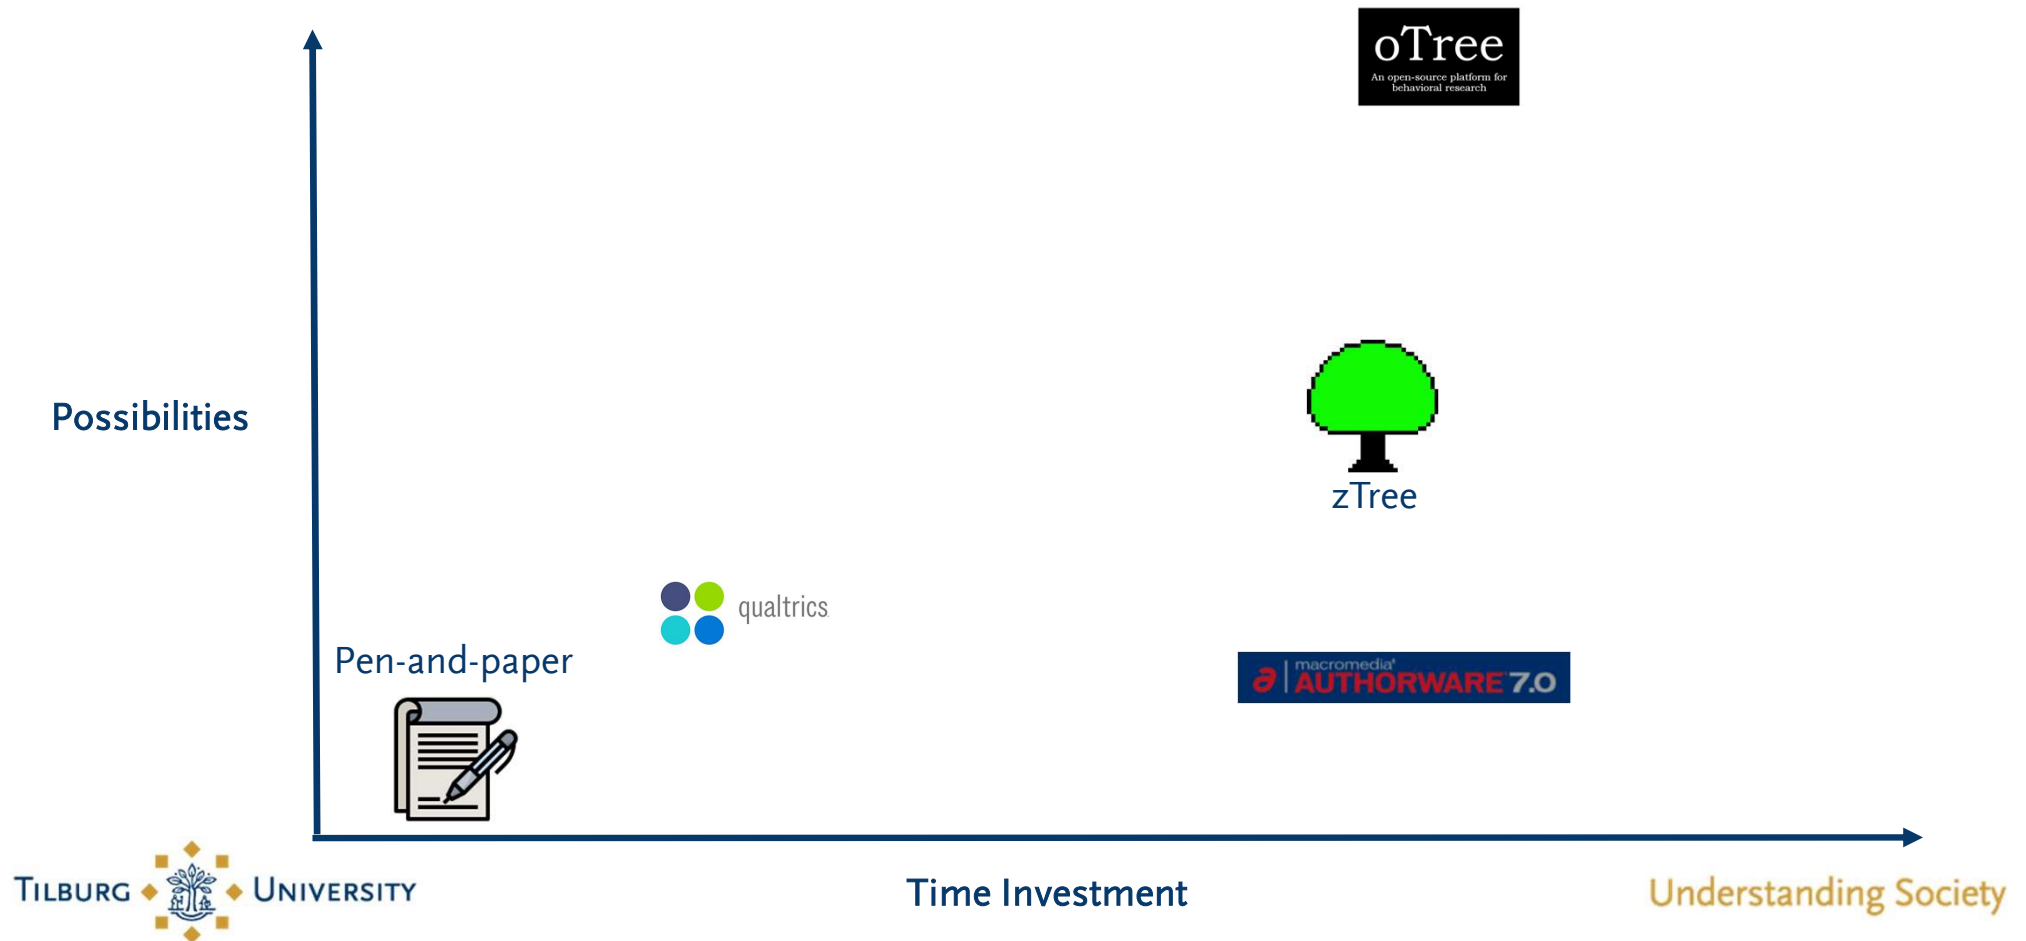 oTree
An open-source platform for
behavioral research
Possibilities
zTree
qualtrics
Pen-and-paper
macromedia®
AUTHORWARE® 7.0
TILBURG UNIVERSITY
Time Investment
Understanding Society